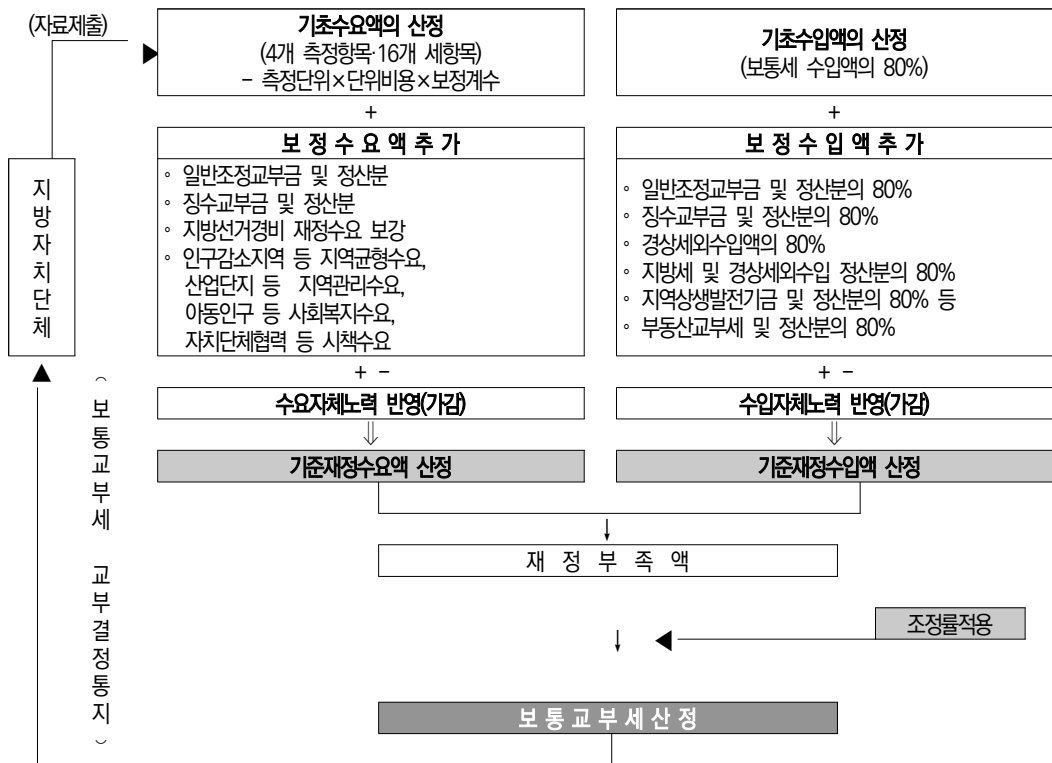 (자료제출)
기초수요액의 산정
(4개 측정항목·16개 세항목)
- 측정단위×단위비용×보정계수
+
보 정 수 요 액 추 가
◦ 일반조정교부금 및 정산분
◦ 징수교부금 및 정산분
◦ 지방선거경비 재정수요 보강
◦ 인구감소지역 등 지역균형수요,
산업단지 등 지역관리수요,
아동인구 등 사회복지수요,
자치단체협력 등 시책수요
+ -
수요자체노력 반영(가감)
⇓
기준재정수요액 산정
기초수입액의 산정
(보통세 수입액의 80%)
+
보 정 수 입 액 추 가
◦ 일반조정교부금 및 정산분의 80%
◦ 징수교부금 및 정산분의 80%
◦ 경상세외수입액의 80%
◦ 지방세 및 경상세외수입 정산분의 80%
◦ 지역상생발전기금 및 정산분의 80% 등
◦ 부동산교부세 및 정산분의 80%
+ -
수입자체노력 반영(가감)
⇓
기준재정수입액 산정
재 정 부 족 액
조정률적용
보 통 교 부 세 산 정
지방자치단체
(보통교부세 교부결정통지)